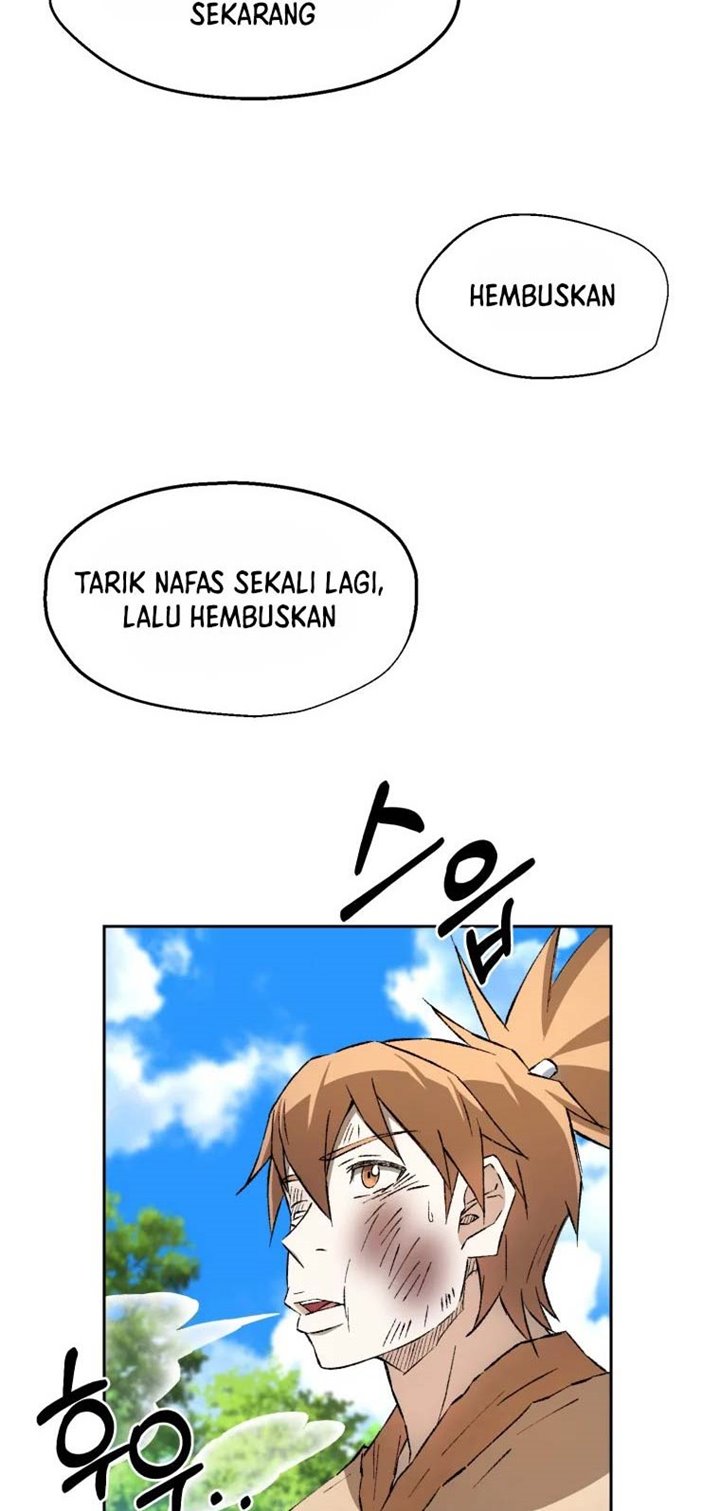 SEKARANG
HEMBUSKAN
TARIK NAFAS SEKALI LAGI,
LALU HEMBUSKAN
스읍
후우..